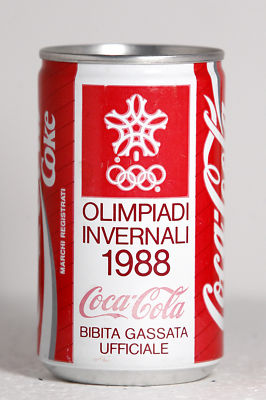 Coke
MARCHI REGISTRATI
OLIMPIADI
INVERNALI
1988
Coca-Cola
BIBITA GASSATA
UFFICIALE
Coca-Cola